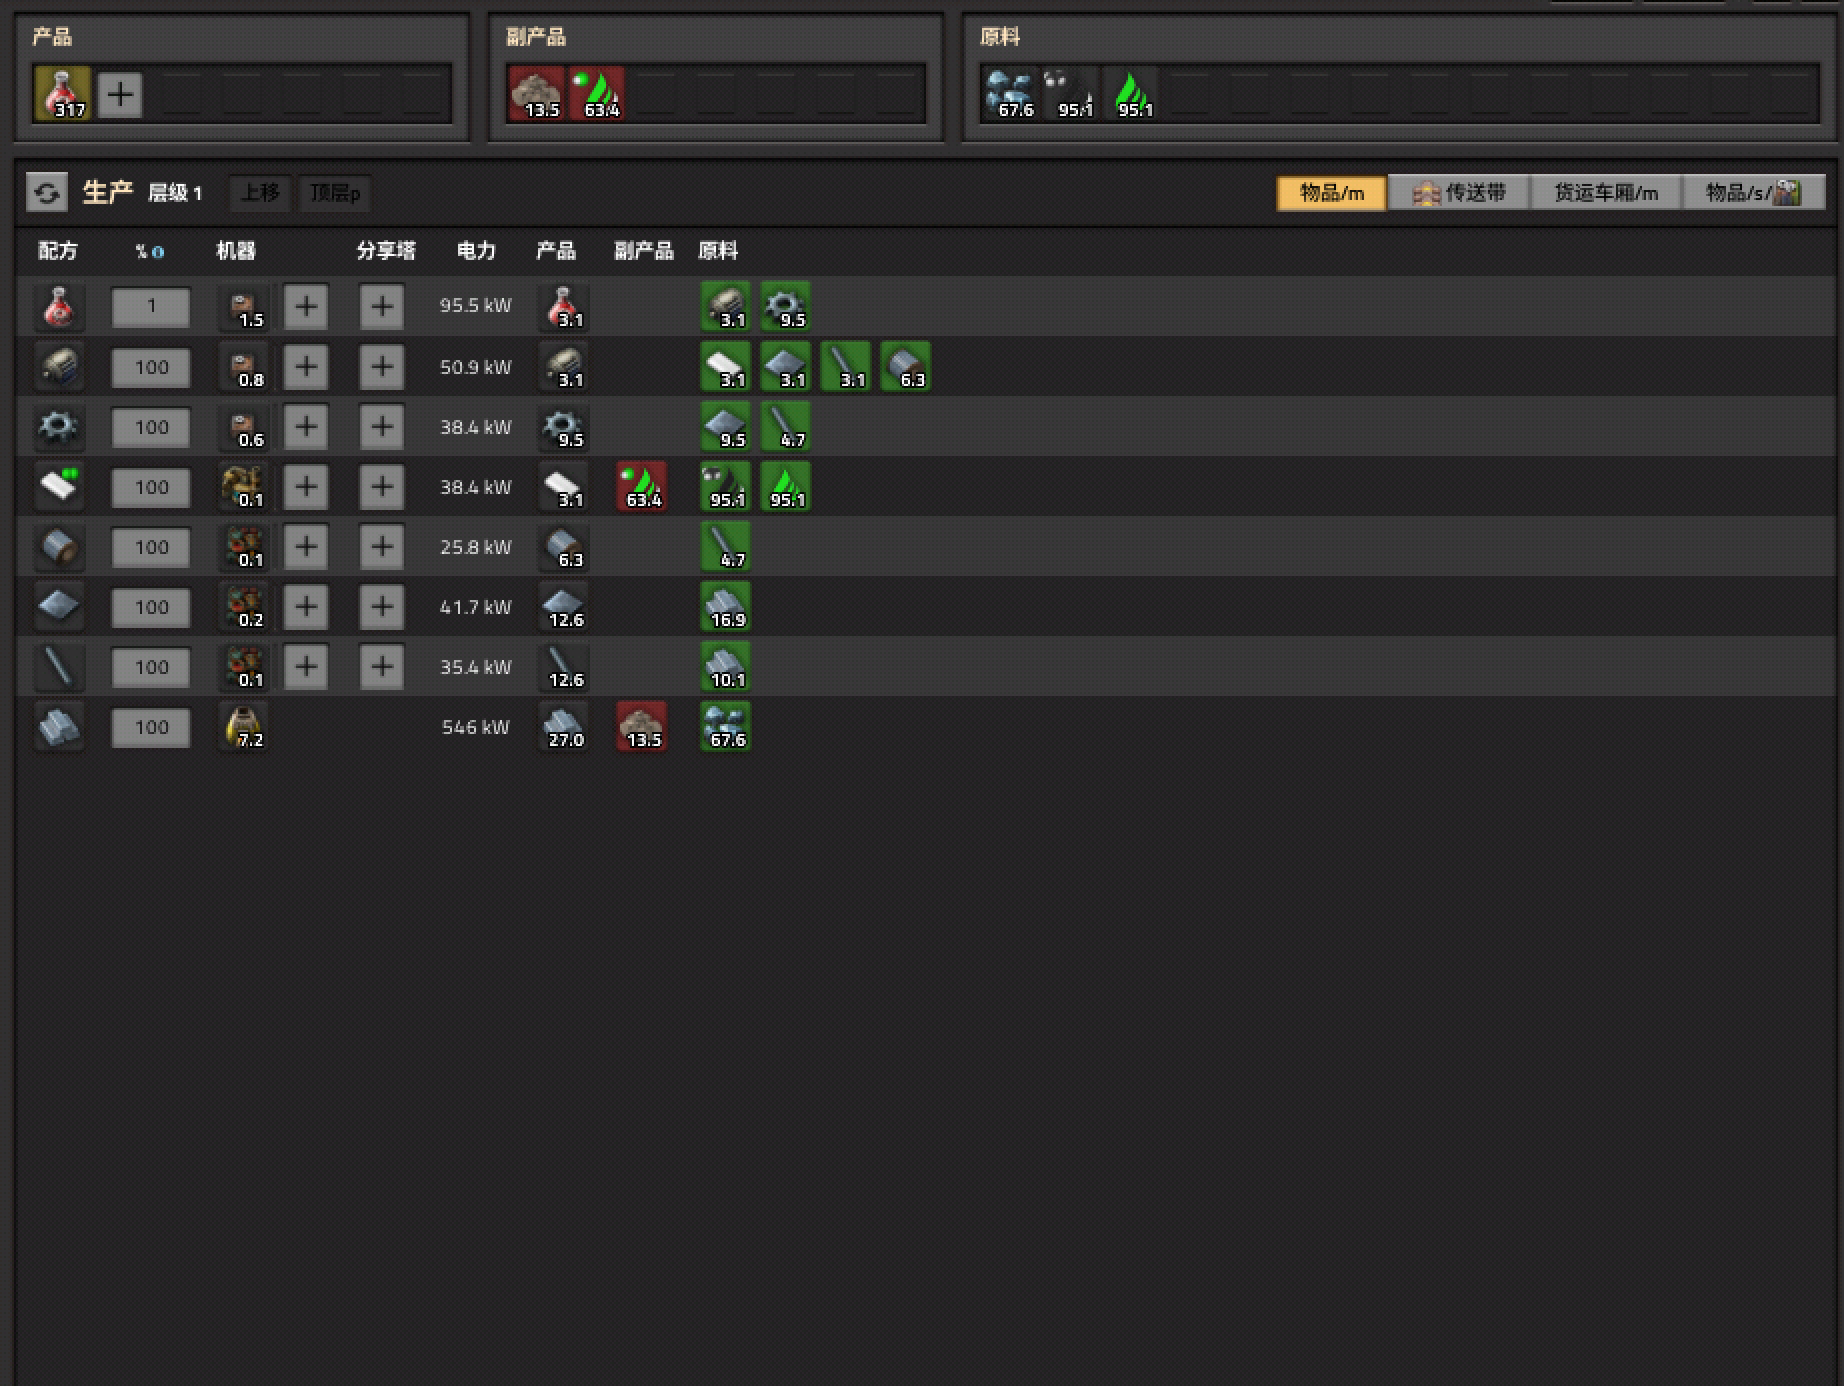 产品 副产品 原料
317 13.5 63.4 67.6 95.1 95.1
生产 层级 1 上移 顶层p 物品/m 传送带 货运车厢/m 物品/s/
配方 % 机器 分享塔 电力 产品 副产品 原料
1 1.5 95.5 kW 3.1 3.1 9.5
100 0.8 50.9 kW 3.1 3.1 3.1 3.1 6.3
100 0.6 38.4 kW 9.5 9.5 4.7
100 0.1 38.4 kW 3.1 63.4 95.1 95.1
100 0.1 25.8 kW 6.3 4.7
100 0.2 41.7 kW 12.6 16.9
100 0.1 35.4 kW 12.6 10.1
100 7.2 546 kW 27.0 13.5 67.6